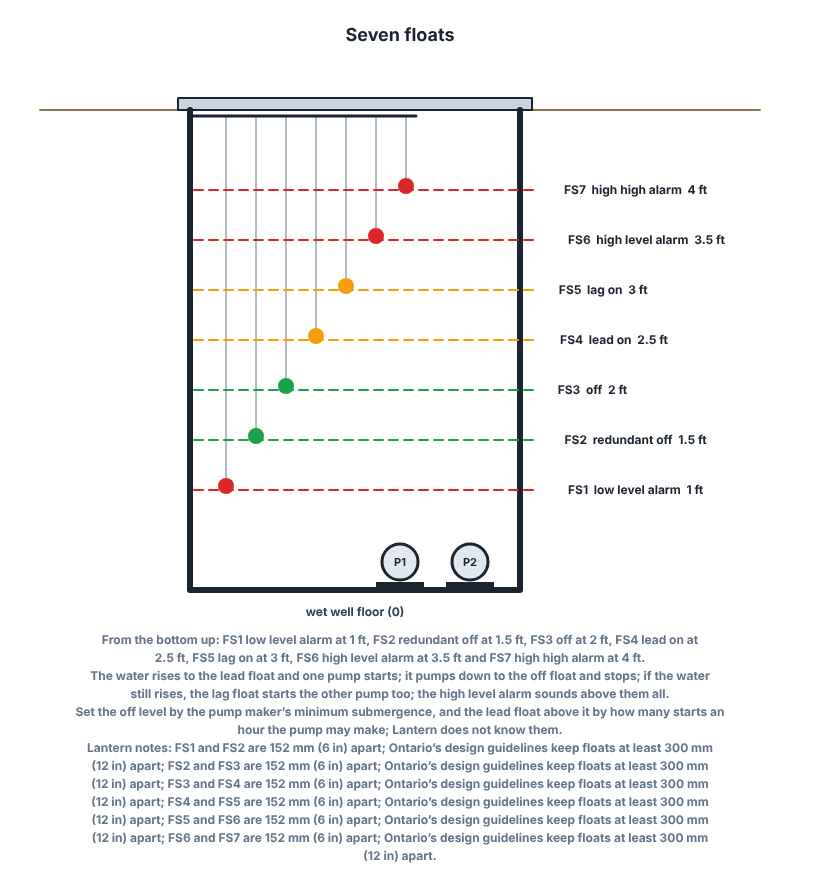 Seven floats
FS7 high high alarm 4 ft
FS6 high level alarm 3.5 ft
FS5 lag on 3 ft
FS4 lead on 2.5 ft
FS3 off 2 ft
FS2 redundant off 1.5 ft
FS1 low level alarm 1 ft
P1 P2
wet well floor (0)
From the bottom up: FS1 low level alarm at 1 ft, FS2 redundant off at 1.5 ft, FS3 off at 2 ft, FS4 lead on at
2.5 ft, FS5 lag on at 3 ft, FS6 high level alarm at 3.5 ft and FS7 high high alarm at 4 ft.
The water rises to the lead float and one pump starts; it pumps down to the off float and stops; if the water
still rises, the lag float starts the other pump too; the high level alarm sounds above them all.
Set the off level by the pump maker’s minimum submergence, and the lead float above it by how many starts an
hour the pump may make; Lantern does not know them.
Lantern notes: FS1 and FS2 are 152 mm (6 in) apart; Ontario’s design guidelines keep floats at least 300 mm
(12 in) apart; FS2 and FS3 are 152 mm (6 in) apart; Ontario’s design guidelines keep floats at least 300 mm
(12 in) apart; FS3 and FS4 are 152 mm (6 in) apart; Ontario’s design guidelines keep floats at least 300 mm
(12 in) apart; FS4 and FS5 are 152 mm (6 in) apart; Ontario’s design guidelines keep floats at least 300 mm
(12 in) apart; FS5 and FS6 are 152 mm (6 in) apart; Ontario’s design guidelines keep floats at least 300 mm
(12 in) apart; FS6 and FS7 are 152 mm (6 in) apart; Ontario’s design guidelines keep floats at least 300 mm
(12 in) apart.